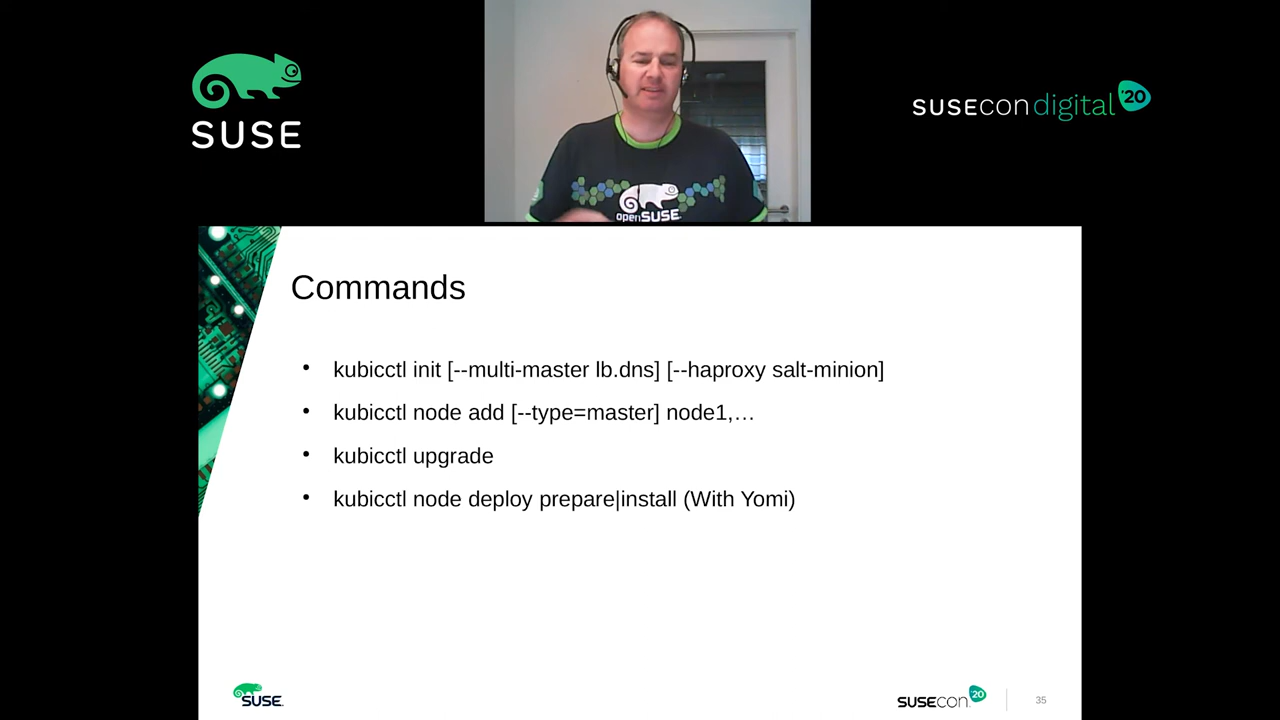 SUSE
SUSECON digital '20
openSUSE
Commands
• kubicctl init [--multi-master lb.dns] [--haproxy salt-minion]
• kubicctl node add [--type=master] node1,…
• kubicctl upgrade
• kubicctl node deploy prepare|install (With Yomi)
SUSE
SUSECON '20
35